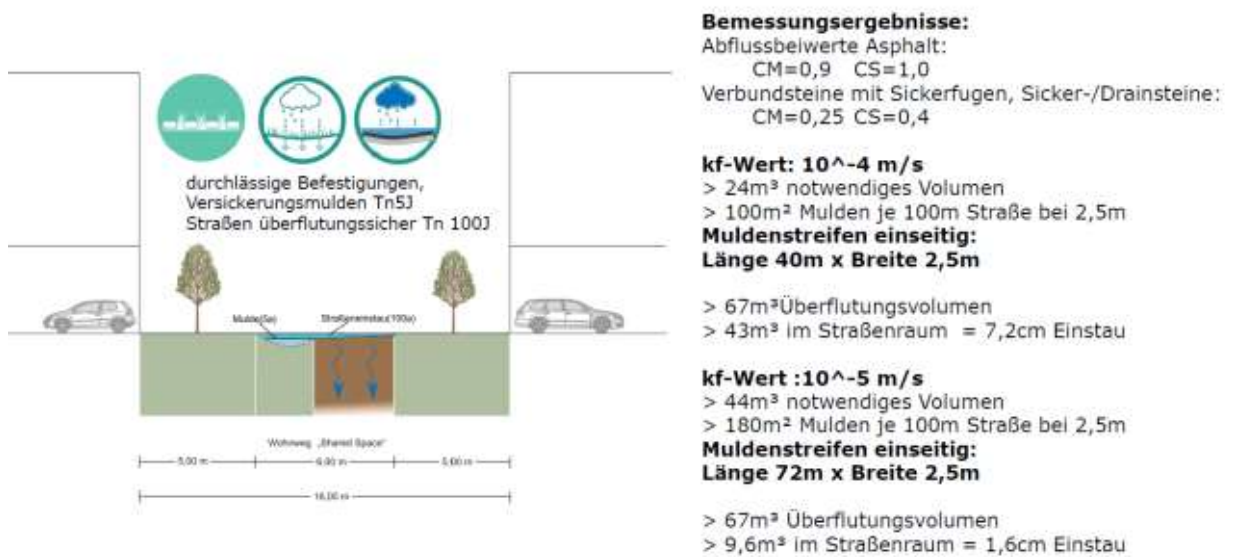 durchlässige Befestigungen,
Versickerungsmulden Tn5J
Straßen überflutungssicher Tn 100J
Mulde(5a)
Straßeneinstau(100a)
Wohnweg „Shared Space"
5,00 m
6,00 m
5,00 m
16,00 m
Bemessungsergebnisse:
Abflussbeiwerte Asphalt:
CM=0,9 CS=1,0
Verbundsteine mit Sickerfugen, Sicker-/Drainsteine:
CM=0,25 CS=0,4
kf-Wert: 10^-4 m/s
> 24m³ notwendiges Volumen
> 100m² Mulden je 100m Straße bei 2,5m
Muldenstreifen einseitig:
Länge 40m x Breite 2,5m
> 67m³Überflutungsvolumen
> 43m³ im Straßenraum = 7,2cm Einstau
kf-Wert :10^-5 m/s
> 44m³ notwendiges Volumen
> 180m² Mulden je 100m Straße bei 2,5m
Muldenstreifen einseitig:
Länge 72m x Breite 2,5m
> 67m³ Überflutungsvolumen
> 9,6m³ im Straßenraum = 1,6cm Einstau